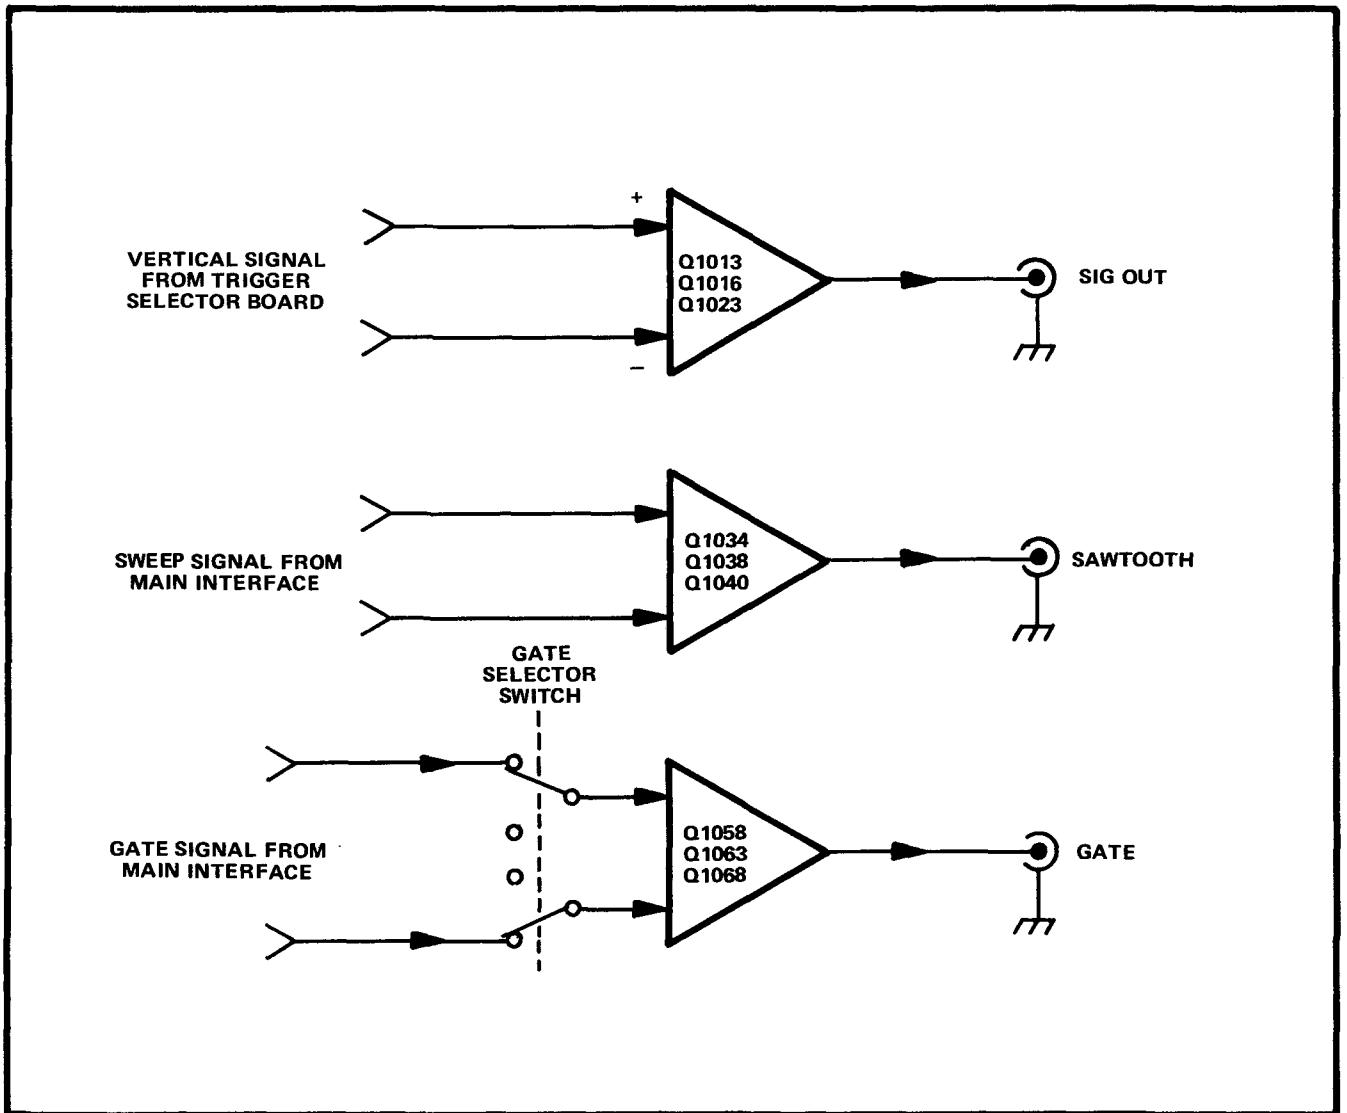 +
VERTICAL SIGNAL
FROM TRIGGER
SELECTOR BOARD
Q1013
Q1016
Q1023
SIG OUT
−
SWEEP SIGNAL FROM
MAIN INTERFACE
Q1034
Q1038
Q1040
SAWTOOTH
GATE
SELECTOR
SWITCH
GATE SIGNAL FROM
MAIN INTERFACE
Q1058
Q1063
Q1068
GATE